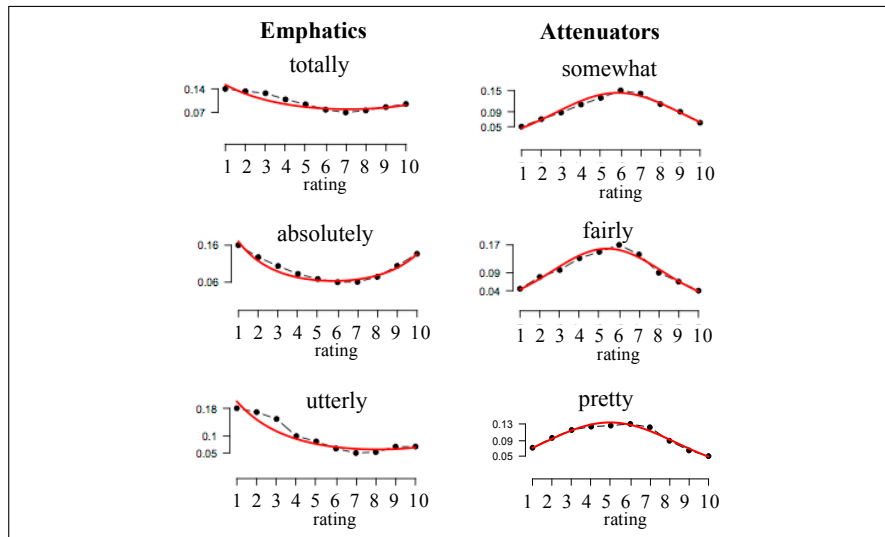 Emphatics
totally
0.14
0.07
1 2 3 4 5 6 7 8 9 10
rating
absolutely
0.16
0.06
1 2 3 4 5 6 7 8 9 10
rating
utterly
0.18
0.1
0.05
1 2 3 4 5 6 7 8 9 10
rating
Attenuators
somewhat
0.15
0.09
0.05
1 2 3 4 5 6 7 8 9 10
rating
fairly
0.17
0.09
0.04
1 2 3 4 5 6 7 8 9 10
rating
pretty
0.13
0.09
0.05
1 2 3 4 5 6 7 8 9 10
rating